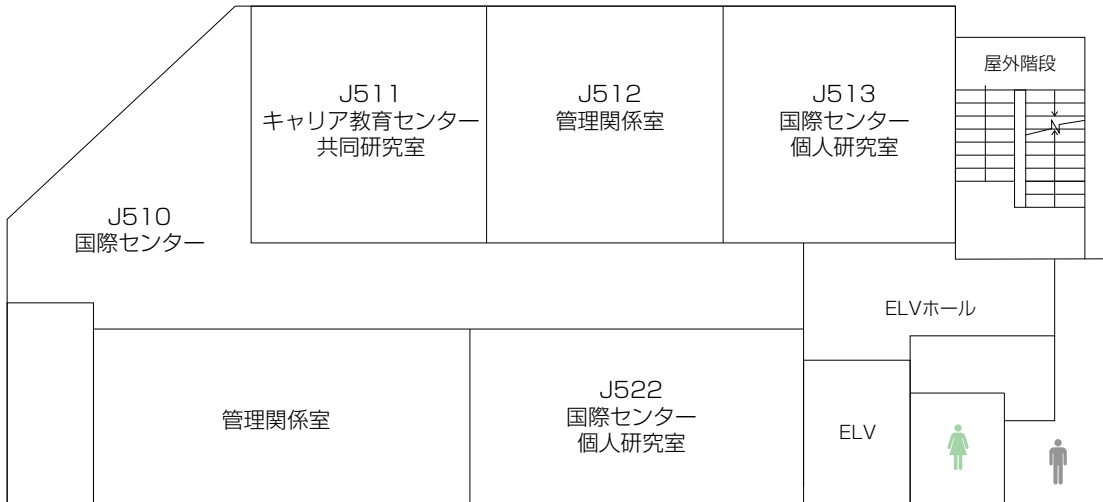 J511
キャリア教育センター
共同研究室
J512
管理関係室
J513
国際センター
個人研究室
屋外階段
J510
国際センター
ELVホール
管理関係室
J522
国際センター
個人研究室
ELV